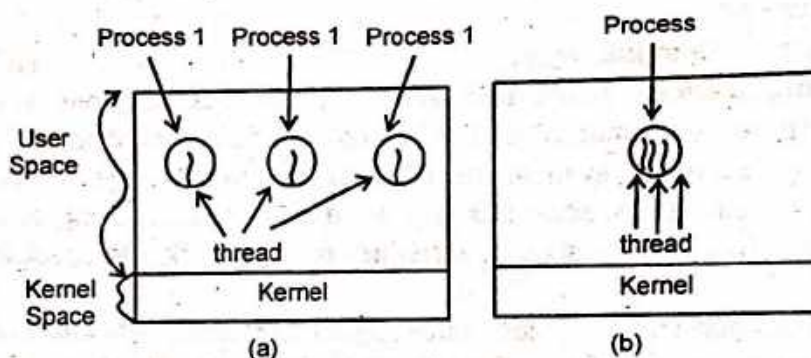 Process 1 Process 1 Process 1
Process
User
Space
thread
thread
Kernel
Space
Kernel
Kernel
(a)
(b)